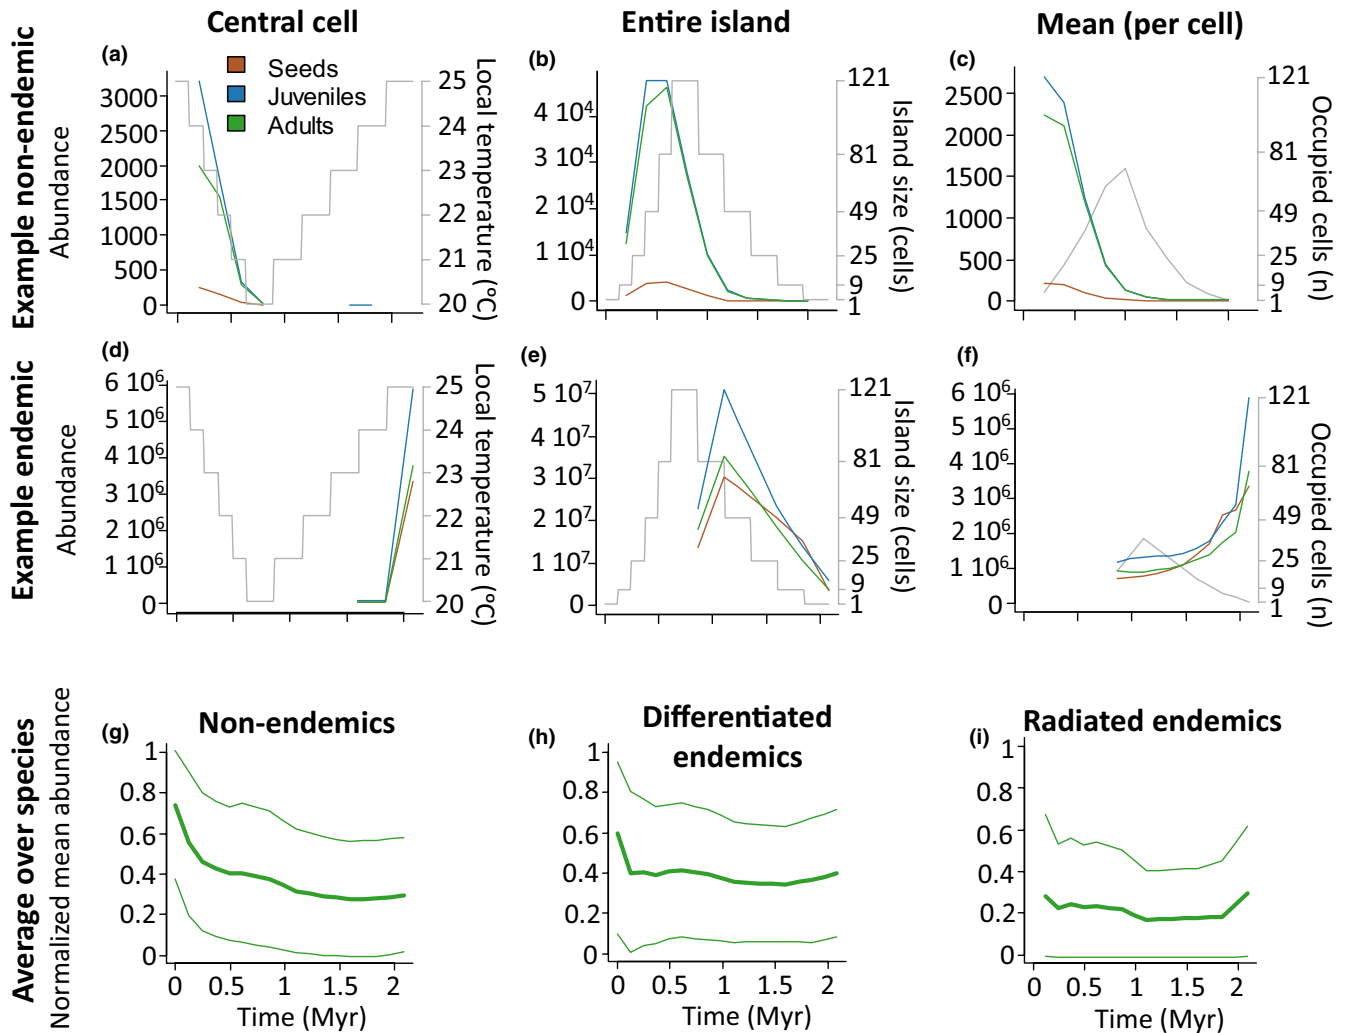 Central cell
Entire island
Mean (per cell)
Example non-endemic
Abundance
(a)
Seeds
Juveniles
Adults
3000
2500
2000
1500
1000
500
0
25
24
23
22
21
20
Local temperature (°C)
(b)
4 10⁴
3 10⁴
2 10⁴
1 10⁴
0
121
81
49
25
9
1
Island size (cells)
(c)
2500
2000
1500
1000
500
0
121
81
49
25
9
1
Occupied cells (n)
Example endemic
Abundance
(d)
6 10⁶
5 10⁶
4 10⁶
3 10⁶
2 10⁶
1 10⁶
0
25
24
23
22
21
20
Local temperature (°C)
(e)
5 10⁷
4 10⁷
3 10⁷
2 10⁷
1 10⁷
0
121
81
49
25
9
1
Island size (cells)
(f)
6 10⁶
5 10⁶
4 10⁶
3 10⁶
2 10⁶
1 10⁶
0
121
81
49
25
9
1
Occupied cells (n)
Average over species
Normalized mean abundance
(g)
Non-endemics
1
0.8
0.6
0.4
0.2
0
0 0.5 1 1.5 2
Time (Myr)
(h)
Differentiated
endemics
1
0.8
0.6
0.4
0.2
0
0 0.5 1 1.5 2
Time (Myr)
(i)
Radiated endemics
1
0.8
0.6
0.4
0.2
0
0 0.5 1 1.5 2
Time (Myr)